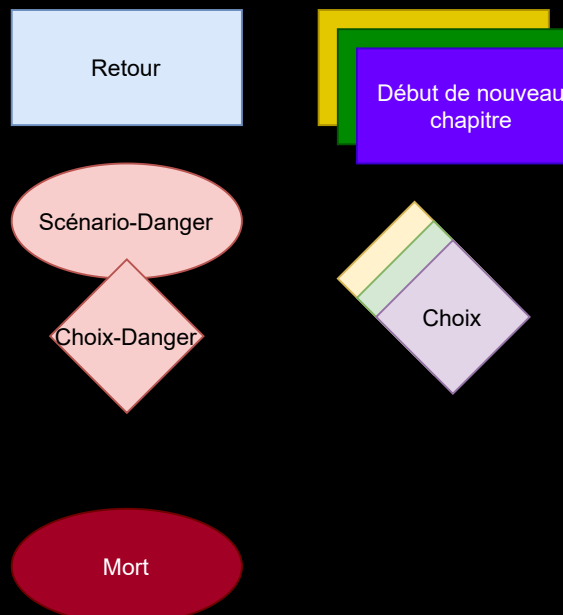 Retour
Début de nouveau
chapitre
Scénario-Danger
Choix-Danger
Choix
Mort